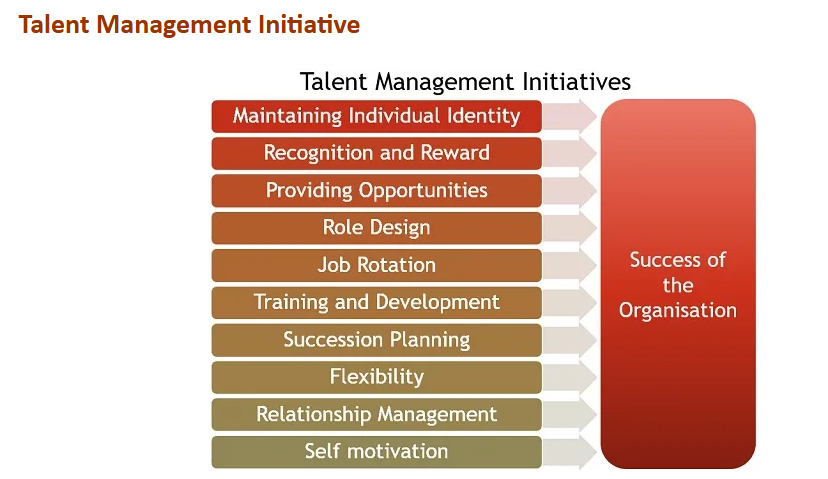 Talent Management Initiative
Talent Management Initiatives
Maintaining Individual Identity
Recognition and Reward
Providing Opportunities
Role Design
Job Rotation
Training and Development
Succession Planning
Flexibility
Relationship Management
Self motivation
Success of
the
Organisation